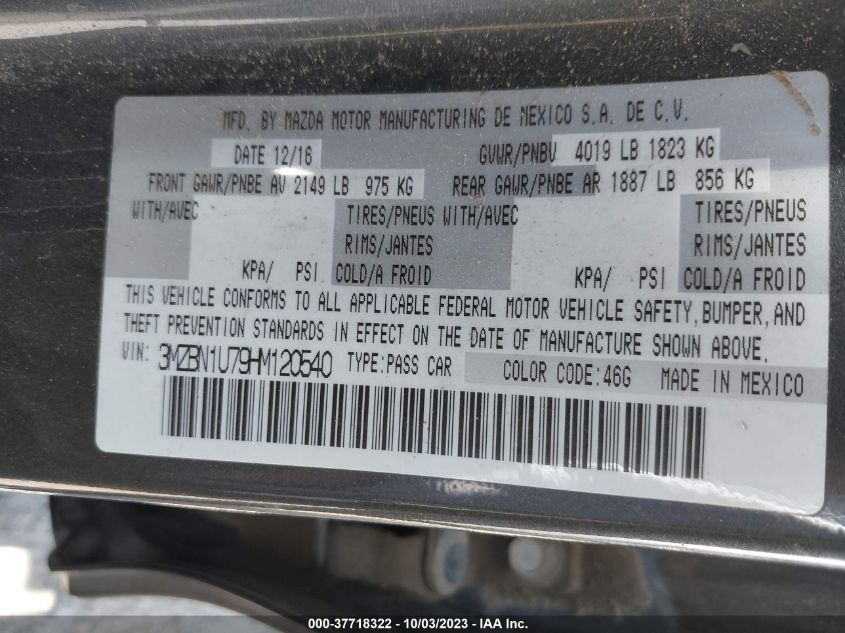 MFD. BY MAZDA MOTOR MANUFACTURING DE MEXICO S.A. DE C.V.
DATE 12/16 GVWR/PNBV 4019 LB 1823 KG
FRONT GAWR/PNBE AV 2149 LB 975 KG REAR GAWR/PNBE AR 1887 LB 856 KG
WITH/AVEC TIRES/PNEUS WITH/AVEC TIRES/PNEUS
RIMS/JANTES RIMS/JANTES
KPA/ PSI COLD/A FROID KPA/ PSI COLD/A FROID
THIS VEHICLE CONFORMS TO ALL APPLICABLE FEDERAL MOTOR VEHICLE SAFETY, BUMPER, AND
THEFT PREVENTION STANDARDS IN EFFECT ON THE DATE OF MANUFACTURE SHOWN ABOVE.
VIN: 3MZBN1U79HM120540 TYPE:PASS CAR COLOR CODE:46G MADE IN MEXICO
000-37718322 - 10/03/2023 - IAA Inc.